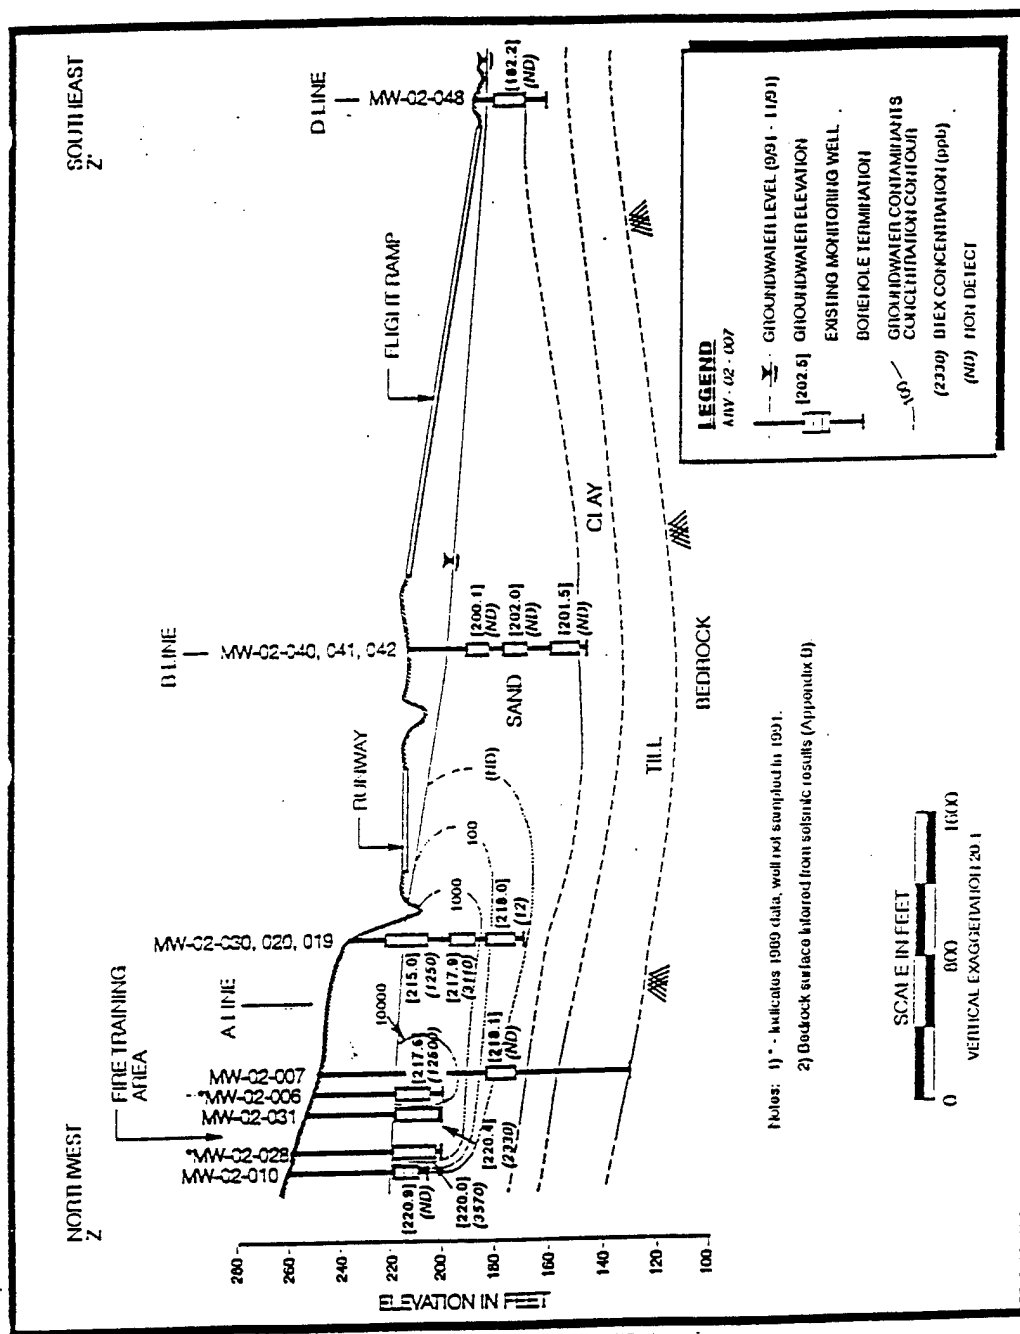 NORTHWEST
Z
SOUTHEAST
Z'
FIRE TRAINING
AREA
A LINE
B LINE
D LINE
MW-02-010
*MW-02-028
MW-02-031
*MW-02-006
MW-02-007
MW-02-030, 020, 019
MW-02-040, 041, 042
MW-02-048
RUNWAY
FLIGHT RAMP
[220.9]
(ND)
[220.0]
(3570)
[220.4]
(2330)
[217.6]
(12600)
[218.1]
(ND)
10000
[215.0]
(1250)
[217.9]
(3110)
[218.0]
(12)
1000
100
(ND)
[200.1]
(ND)
[202.0]
(ND)
[201.5]
(ND)
[182.2]
(ND)
SAND
CLAY
TILL
BEDROCK
280
260
240
220
200
180
160
140
120
100
ELEVATION IN FEET
LEGEND
MW-02-007
GROUNDWATER LEVEL (9/91 - 11/91)
[202.5] GROUNDWATER ELEVATION
EXISTING MONITORING WELL
BOREHOLE TERMINATION
100 GROUNDWATER CONTAMINANTS
CONCENTRATION CONTOUR
(2330) BTEX CONCENTRATION (ppb)
(ND) NON DETECT
Notes: 1) * - Indicates 1989 data, well not sampled in 1991.
2) Bedrock surface inferred from seismic results (Appendix D)
SCALE IN FEET
0 800 1600
VERTICAL EXAGGERATION 20:1